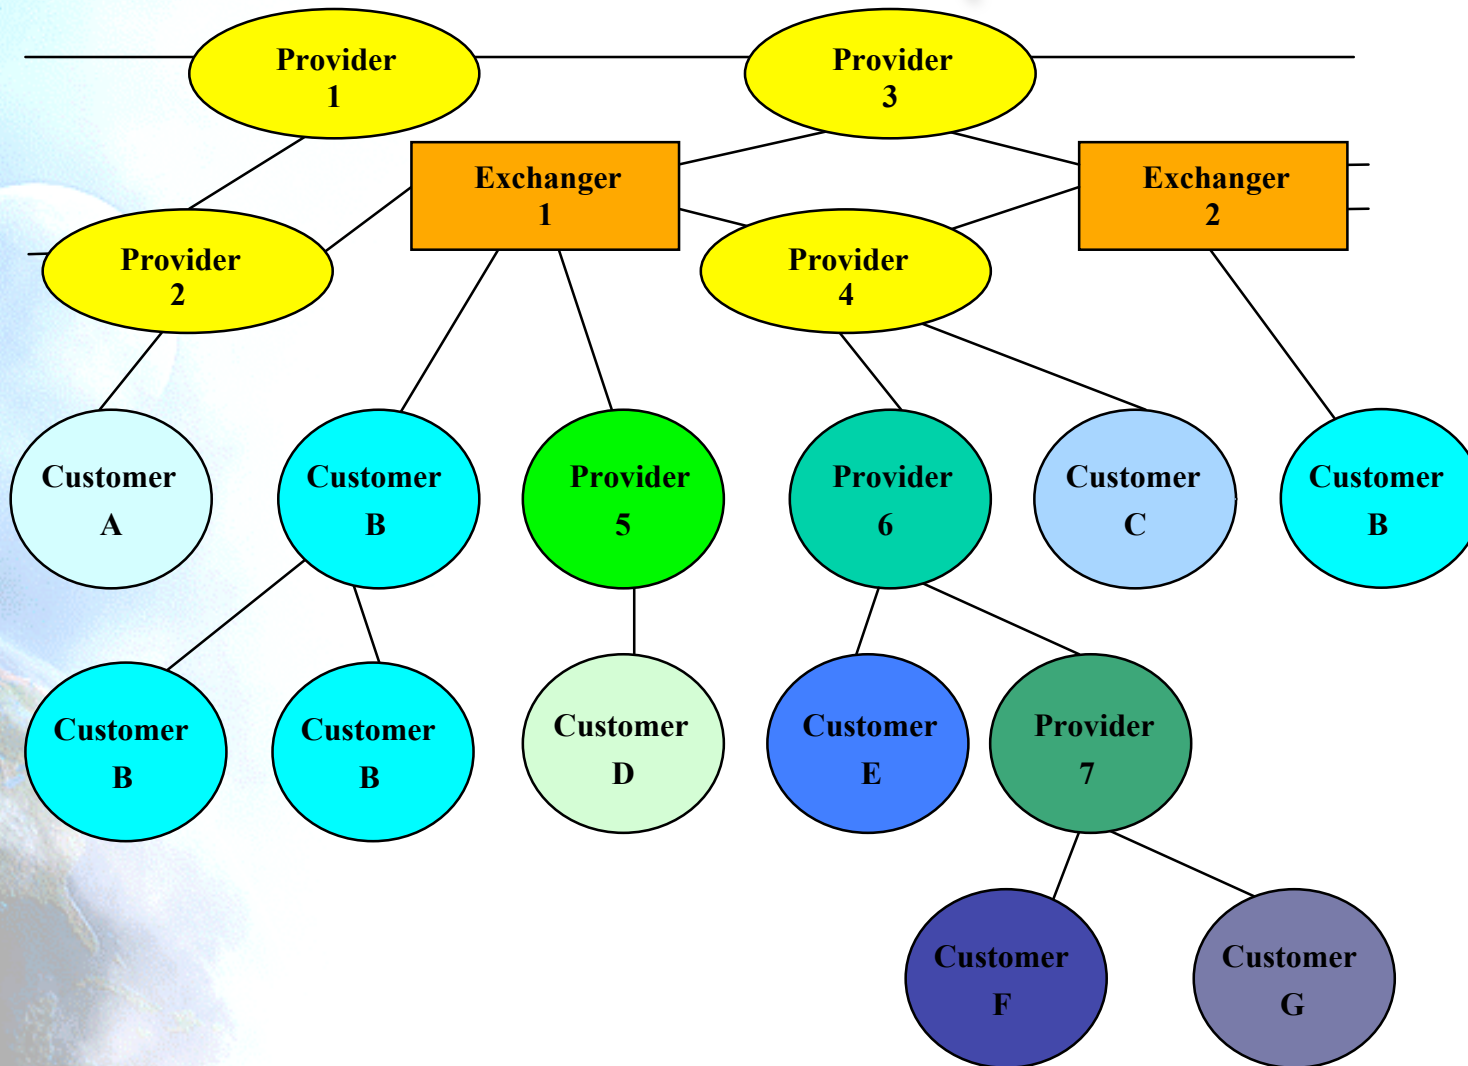 Provider
1
Provider
3
Exchanger
1
Exchanger
2
Provider
2
Provider
4
Customer
A
Customer
B
Provider
5
Provider
6
Customer
C
Customer
B
Customer
B
Customer
B
Customer
D
Customer
E
Provider
7
Customer
F
Customer
G